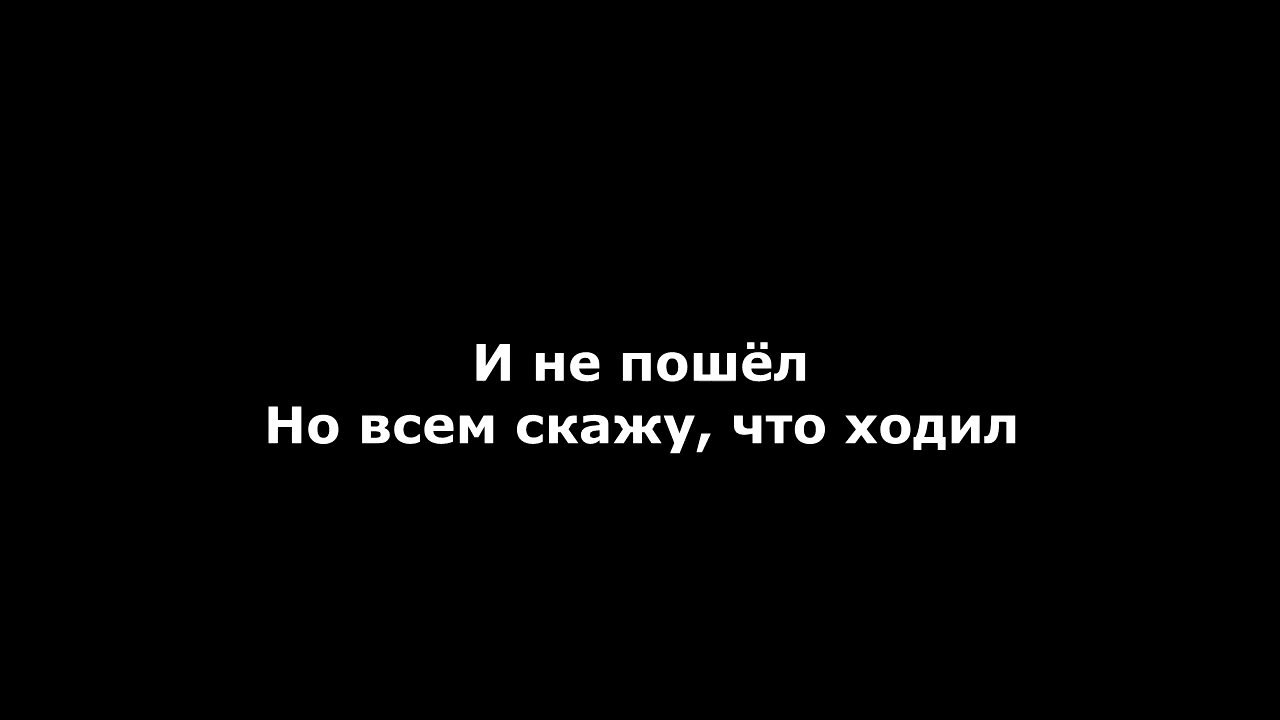 И не пошёл
Но всем скажу, что ходил